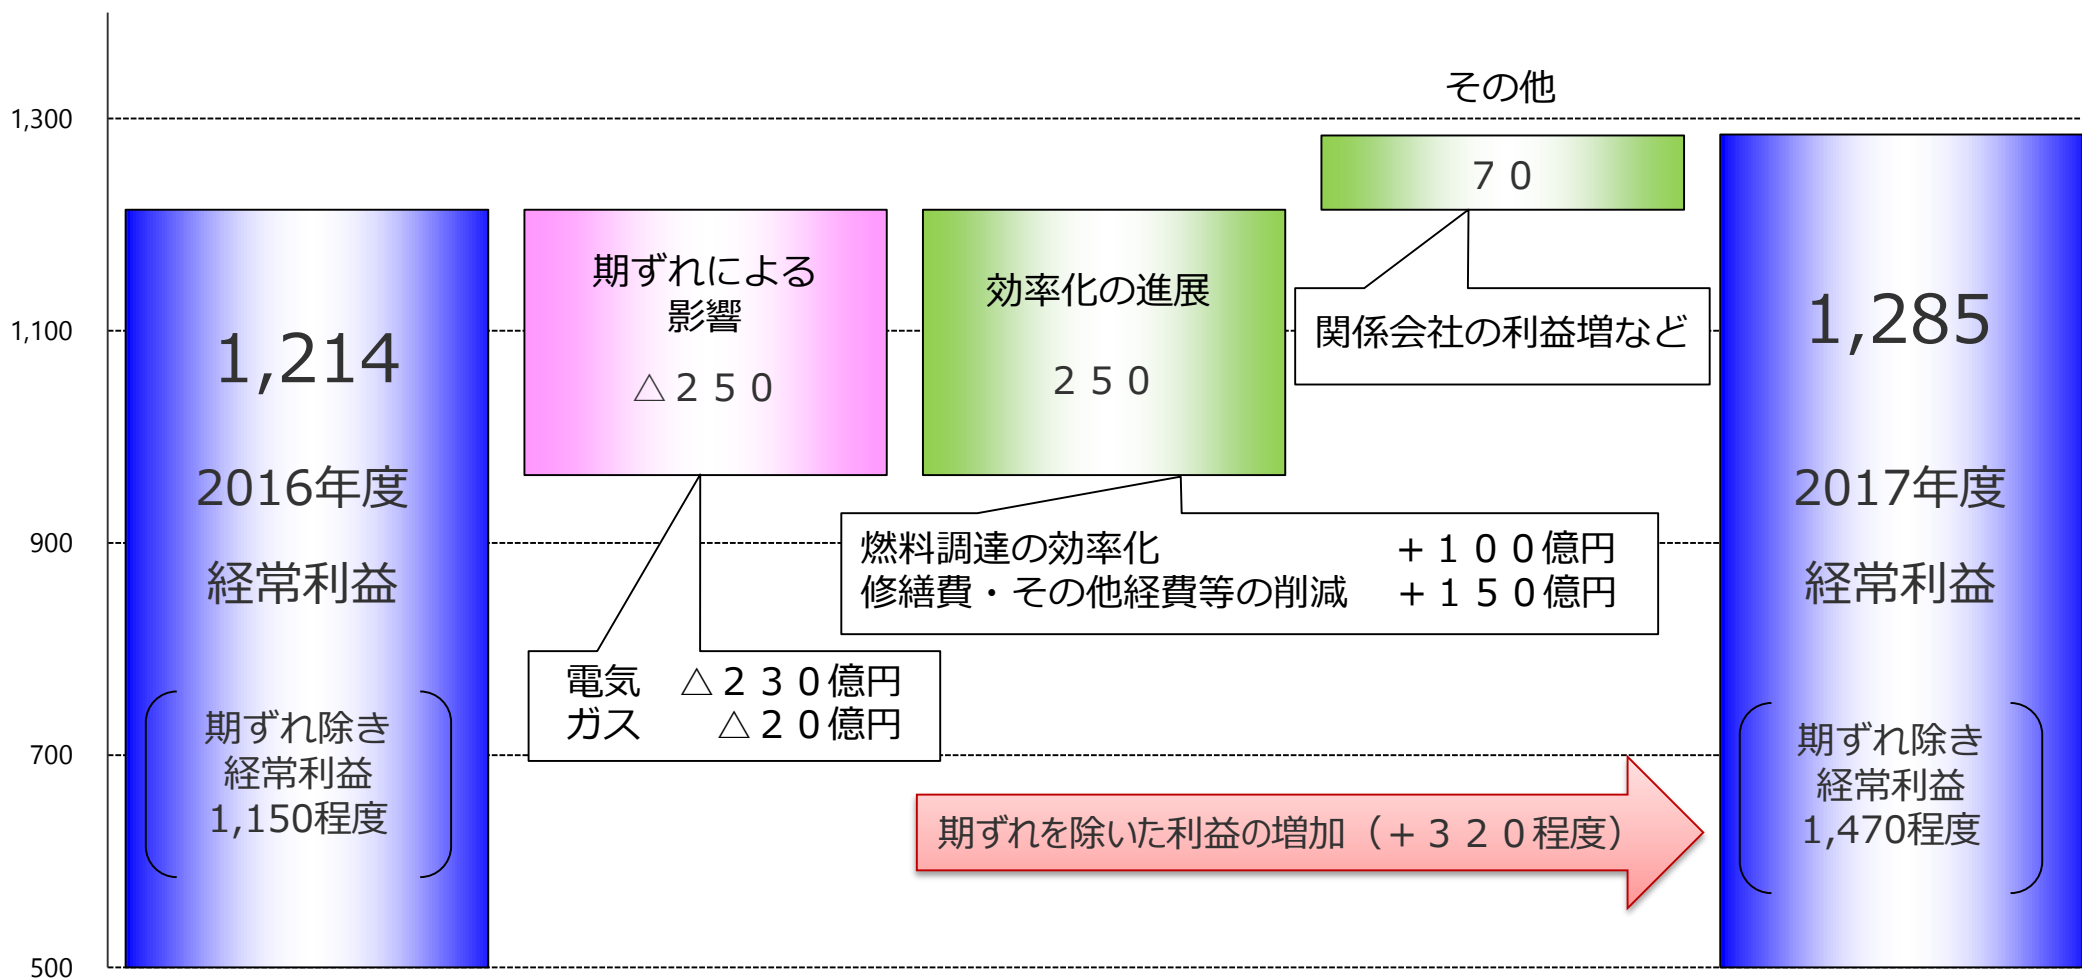 1,300
1,100
900
700
500
1,214
2016年度
経常利益
期ずれ除き
経常利益
1,150程度
期ずれによる
影響
△２５０
電気　△２３０億円
ガス　　△２０億円
効率化の進展
２５０
燃料調達の効率化　＋１００億円
修繕費・その他経費等の削減　＋１５０億円
その他
７０
関係会社の利益増など
期ずれを除いた利益の増加（＋３２０程度）
1,285
2017年度
経常利益
期ずれ除き
経常利益
1,470程度